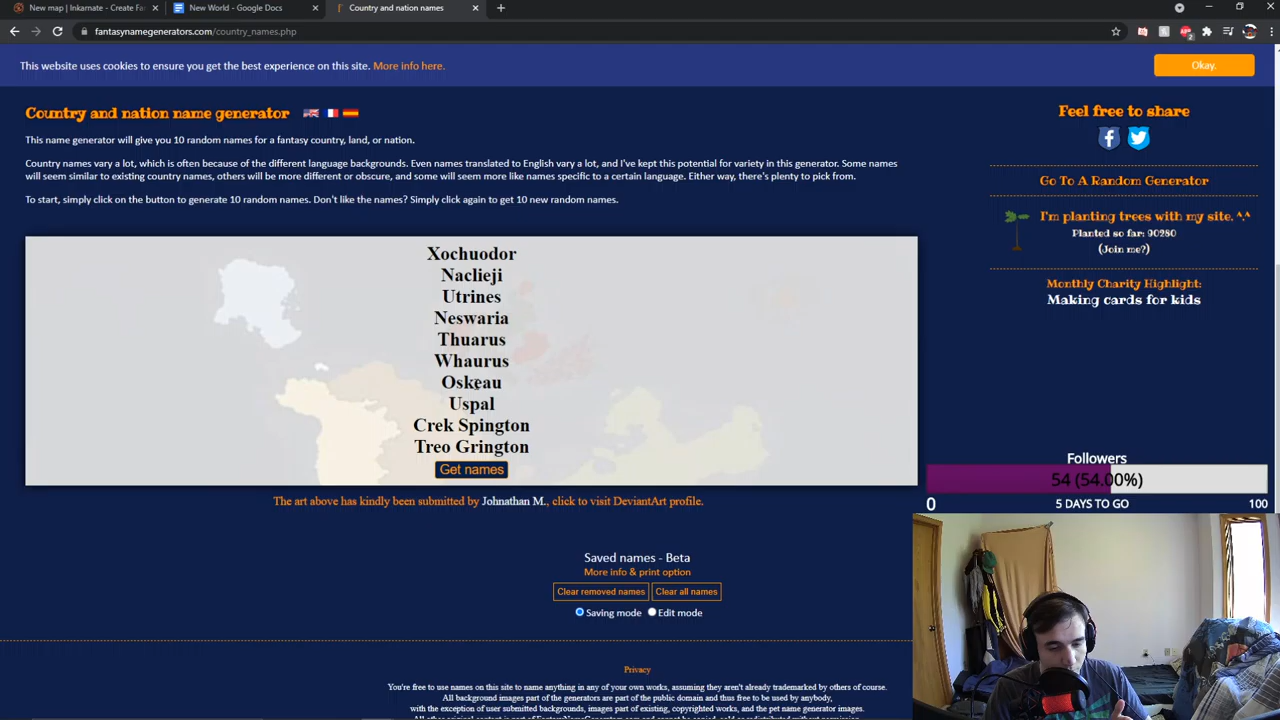 New map | Inkarnate - Create Fan
New World - Google Docs
Country and nation names
fantasynamegenerators.com/country_names.php
This website uses cookies to ensure you get the best experience on this site. More info here.
Okay.
Country and nation name generator
This name generator will give you 10 random names for a fantasy country, land, or nation.
Country names vary a lot, which is often because of the different language backgrounds. Even names translated to English vary a lot, and I've kept this potential for variety in this generator. Some names
will seem similar to existing country names, others will be more different or obscure, and some will seem more like names specific to a certain language. Either way, there's plenty to pick from.
To start, simply click on the button to generate 10 random names. Don't like the names? Simply click again to get 10 new random names.
Xochuodor
Naclieji
Utrines
Neswaria
Thuarus
Whaurus
Oskeau
Uspal
Crek Spington
Treo Grington
Get names
The art above has kindly been submitted by Johnathan M., click to visit DeviantArt profile.
Saved names - Beta
More info & print option
Clear removed names
Clear all names
Saving mode
Edit mode
Privacy
You're free to use names on this site to name anything in any of your own works, assuming they aren't already trademarked by others of course.
All background images part of the generators are part of the public domain and thus free to be used by anybody,
with the exception of user submitted backgrounds, images part of existing, copyrighted works, and the pet name generator images.
Feel free to share
Go To A Random Generator
I'm planting trees with my site. ^.^
Planted so far: 90280
(Join me?)
Monthly Charity Highlight:
Making cards for kids
Followers
54 (54.00%)
0
5 DAYS TO GO
100